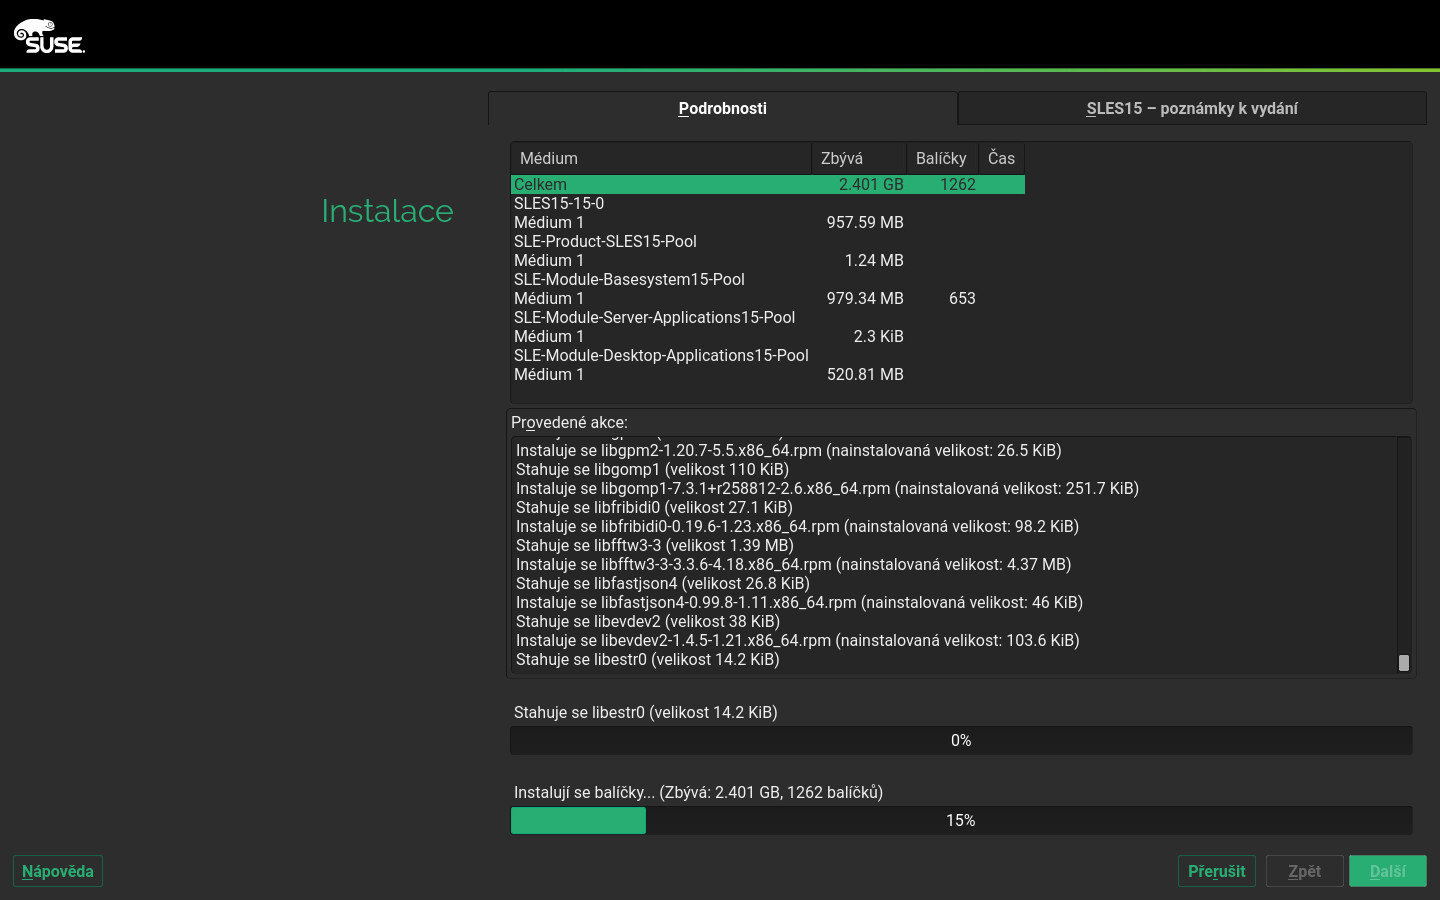 SUSE.
Podrobnosti
SLES15 – poznámky k vydání
Instalace
Médium Zbývá Balíčky Čas
Celkem 2.401 GB 1262
SLES15-15-0
Médium 1 957.59 MB
SLE-Product-SLES15-Pool
Médium 1 1.24 MB
SLE-Module-Basesystem15-Pool
Médium 1 979.34 MB 653
SLE-Module-Server-Applications15-Pool
Médium 1 2.3 KiB
SLE-Module-Desktop-Applications15-Pool
Médium 1 520.81 MB
Provedené akce:
Instaluje se libgpm2-1.20.7-5.5.x86_64.rpm (nainstalovaná velikost: 26.5 KiB)
Stahuje se libgomp1 (velikost 110 KiB)
Instaluje se libgomp1-7.3.1+r258812-2.6.x86_64.rpm (nainstalovaná velikost: 251.7 KiB)
Stahuje se libfribidi0 (velikost 27.1 KiB)
Instaluje se libfribidi0-0.19.6-1.23.x86_64.rpm (nainstalovaná velikost: 98.2 KiB)
Stahuje se libfftw3-3 (velikost 1.39 MB)
Instaluje se libfftw3-3-3.3.6-4.18.x86_64.rpm (nainstalovaná velikost: 4.37 MB)
Stahuje se libfastjson4 (velikost 26.8 KiB)
Instaluje se libfastjson4-0.99.8-1.11.x86_64.rpm (nainstalovaná velikost: 46 KiB)
Stahuje se libevdev2 (velikost 38 KiB)
Instaluje se libevdev2-1.4.5-1.21.x86_64.rpm (nainstalovaná velikost: 103.6 KiB)
Stahuje se libestr0 (velikost 14.2 KiB)
Stahuje se libestr0 (velikost 14.2 KiB)
0%
Instalují se balíčky... (Zbývá: 2.401 GB, 1262 balíčků)
15%
Nápověda
Přerušit
Zpět
Další